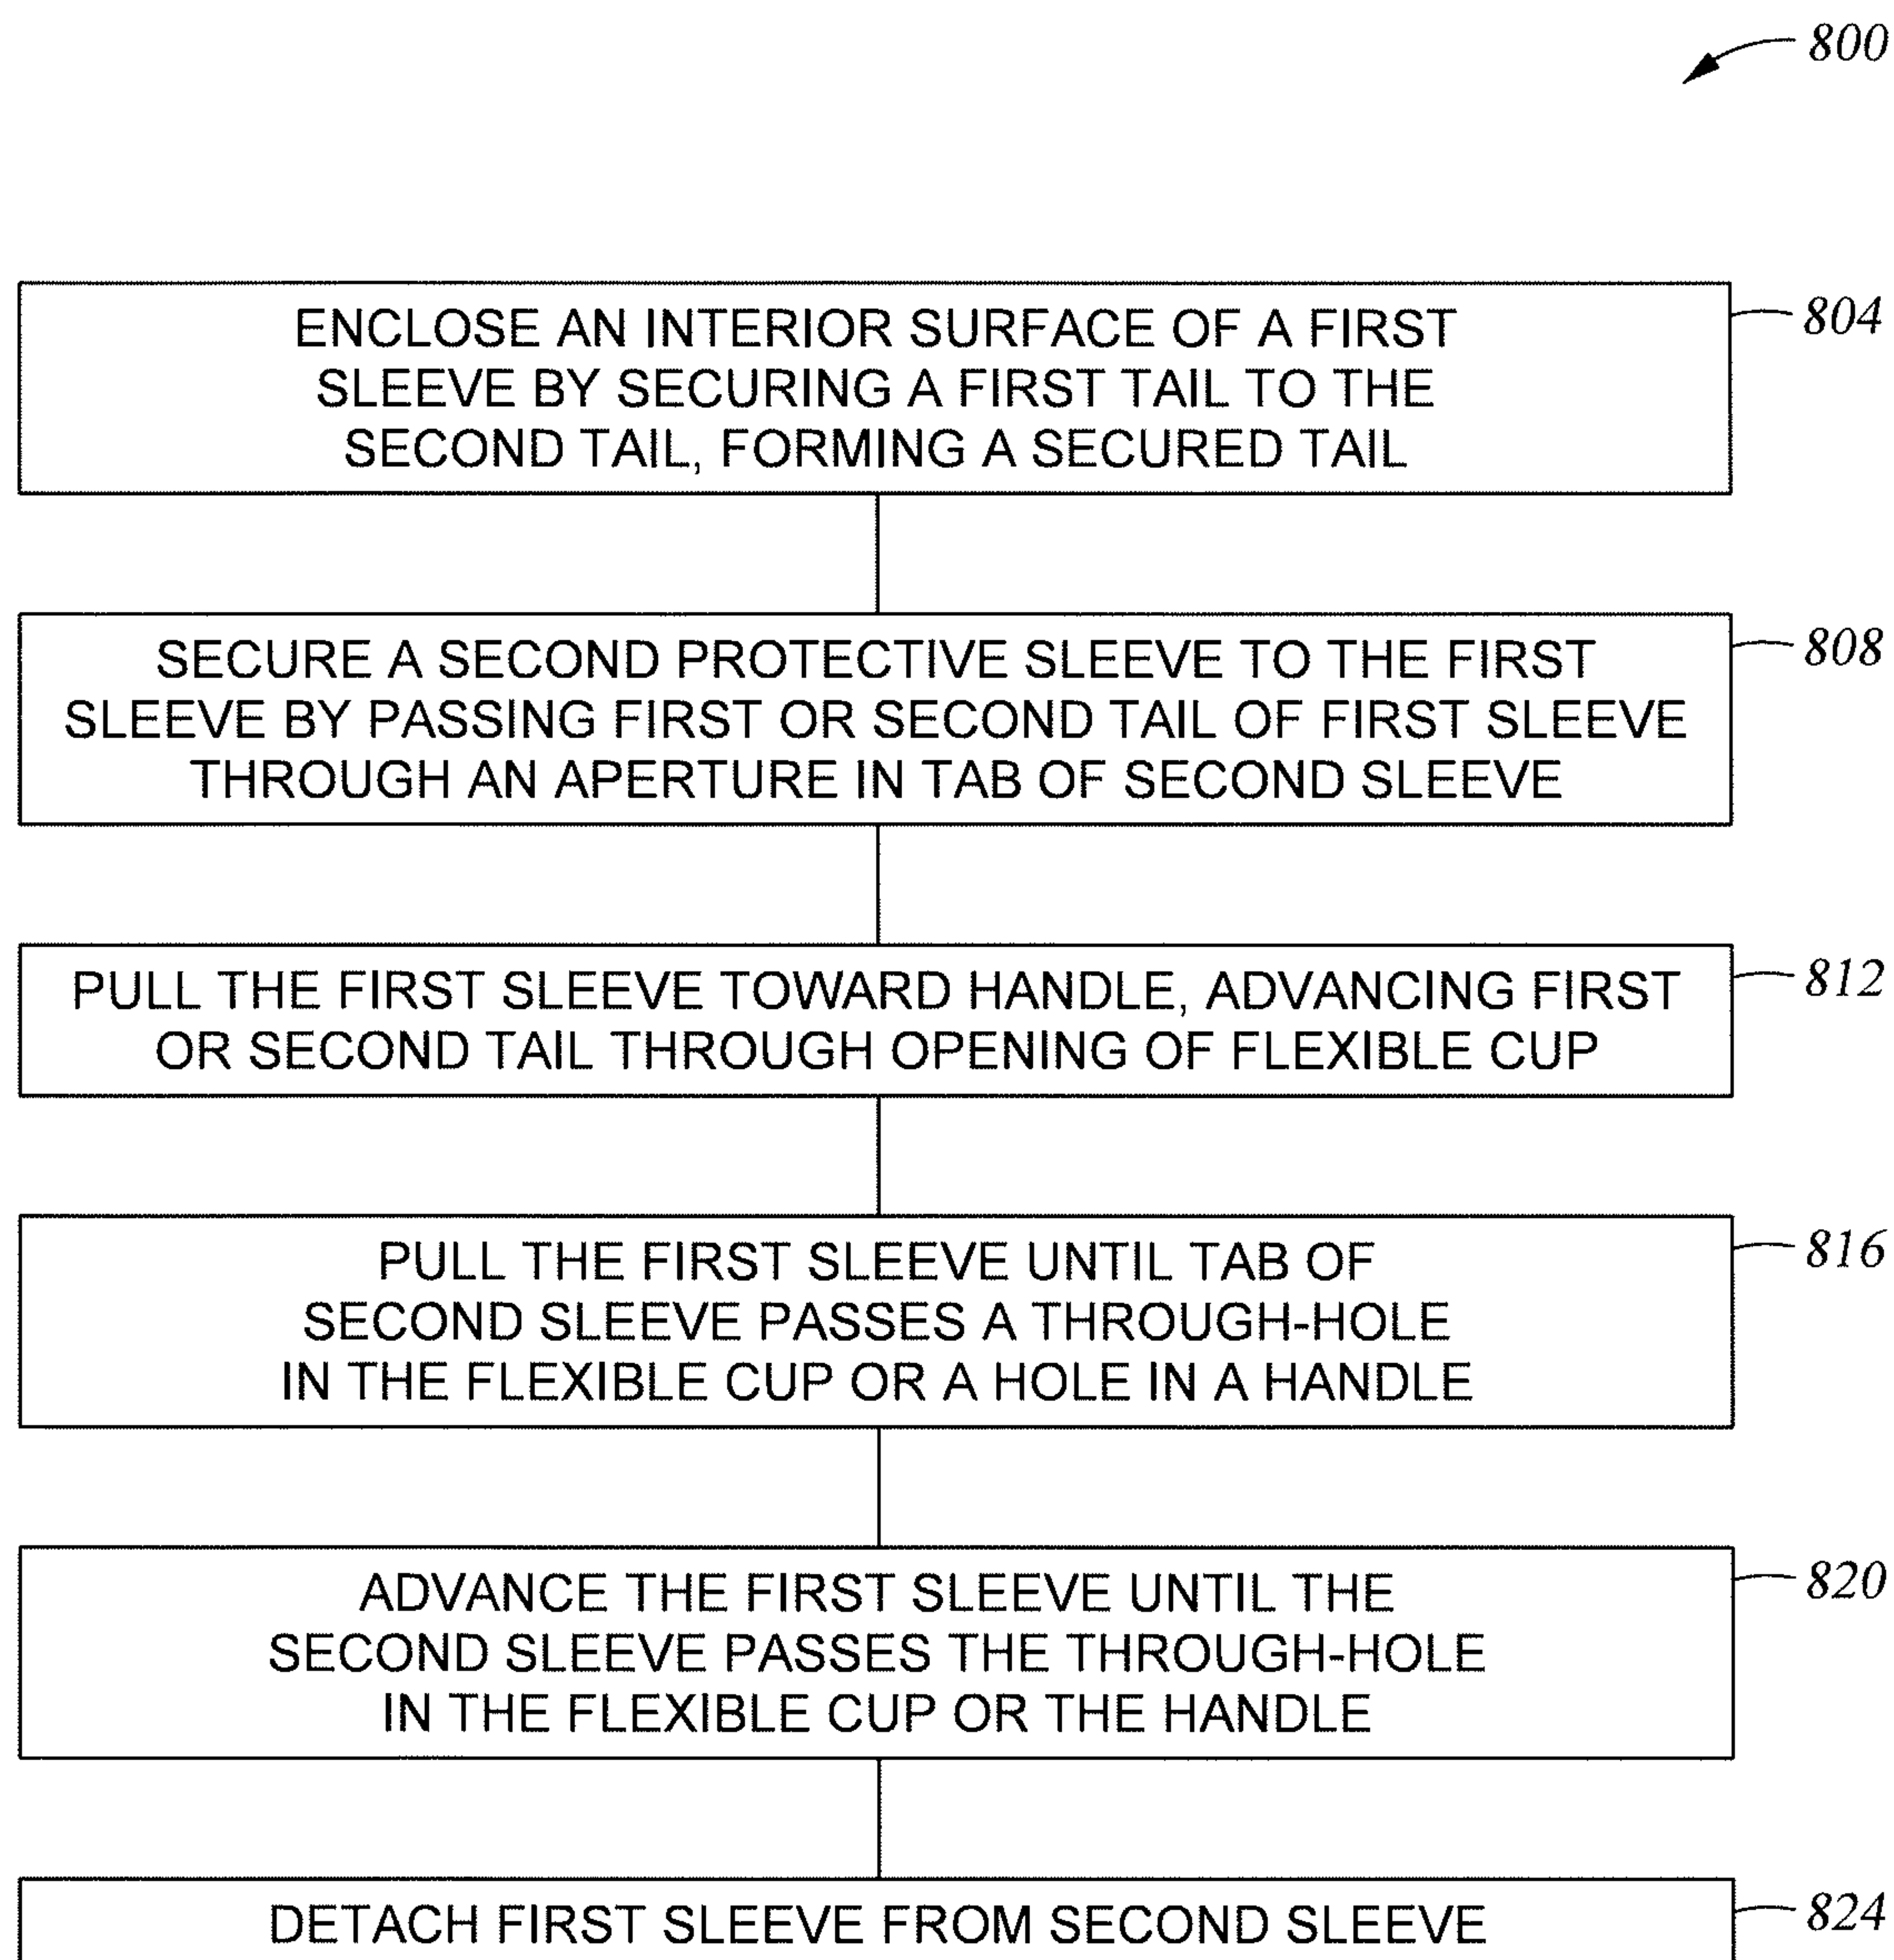 800
ENCLOSE AN INTERIOR SURFACE OF A FIRST
SLEEVE BY SECURING A FIRST TAIL TO THE
SECOND TAIL, FORMING A SECURED TAIL
804
SECURE A SECOND PROTECTIVE SLEEVE TO THE FIRST
SLEEVE BY PASSING FIRST OR SECOND TAIL OF FIRST SLEEVE
THROUGH AN APERTURE IN TAB OF SECOND SLEEVE
808
PULL THE FIRST SLEEVE TOWARD HANDLE, ADVANCING FIRST
OR SECOND TAIL THROUGH OPENING OF FLEXIBLE CUP
812
PULL THE FIRST SLEEVE UNTIL TAB OF
SECOND SLEEVE PASSES A THROUGH-HOLE
IN THE FLEXIBLE CUP OR A HOLE IN A HANDLE
816
ADVANCE THE FIRST SLEEVE UNTIL THE
SECOND SLEEVE PASSES THE THROUGH-HOLE
IN THE FLEXIBLE CUP OR THE HANDLE
820
DETACH FIRST SLEEVE FROM SECOND SLEEVE
824